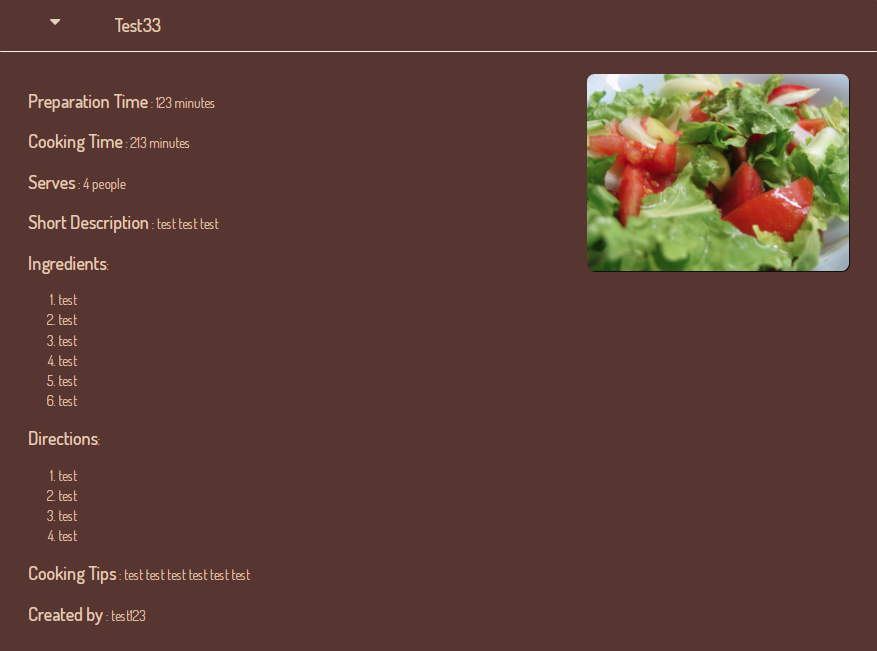 Test33
Preparation Time : 123 minutes
Cooking Time : 213 minutes
Serves : 4 people
Short Description : test test test
Ingredients:
1. test
2. test
3. test
4. test
5. test
6. test
Directions:
1. test
2. test
3. test
4. test
Cooking Tips : test test test test test test
Created by : test123